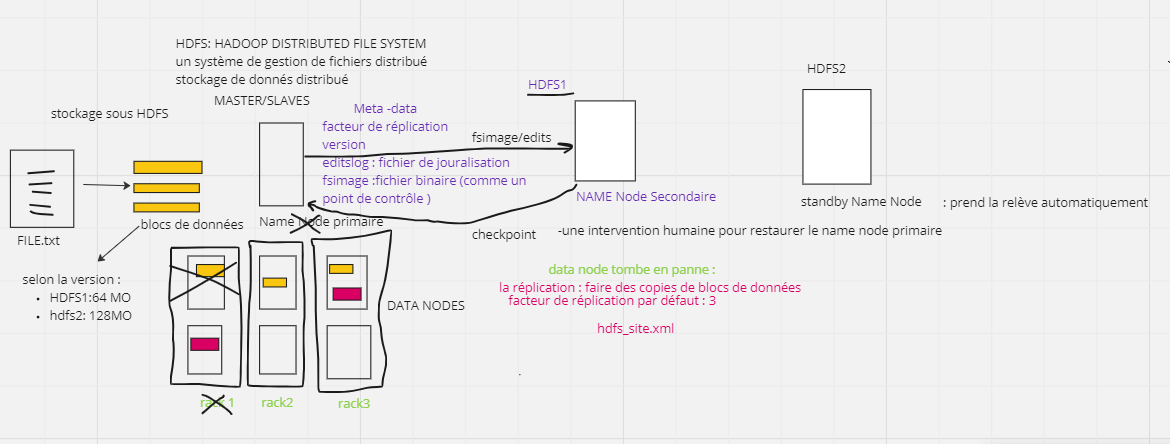 HDFS: HADOOP DISTRIBUTED FILE SYSTEM
un système de gestion de fichiers distribué
stockage de donnés distribué
MASTER/SLAVES
stockage sous HDFS
FILE.txt
blocs de données
selon la version :
• HDFS1:64 MO
• hdfs2: 128MO
Meta -data
facteur de réplication
version
editslog : fichier de jouralisation
fsimage :fichier binaire (comme un
point de contrôle )
Name Node primaire
fsimage/edits
checkpoint
HDFS1
NAME Node Secondaire
-une intervention humaine pour restaurer le name node primaire
HDFS2
standby Name Node
: prend la relève automatiquement
data node tombe en panne :
la réplication : faire des copies de blocs de données
facteur de réplication par défaut : 3
hdfs_site.xml
DATA NODES
rack 1
rack2
rack3